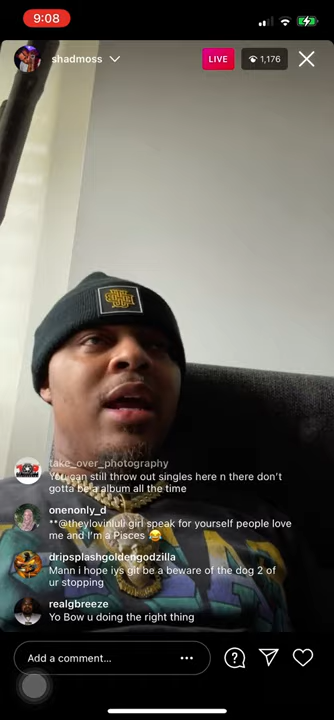 9:08
shadmoss
LIVE
1,176
take_over_photography
You can still throw out singles here n there don't
gotta be a album all the time
onenonly_d
**@theylovinluli girl speak for yourself people love
me and I'm a Pisces 😂
dripsplashgoldengodzilla
Mann i hope iys git be a beware of the dog 2 of
ur stopping
realgbreeze
Yo Bow u doing the right thing
Add a comment...